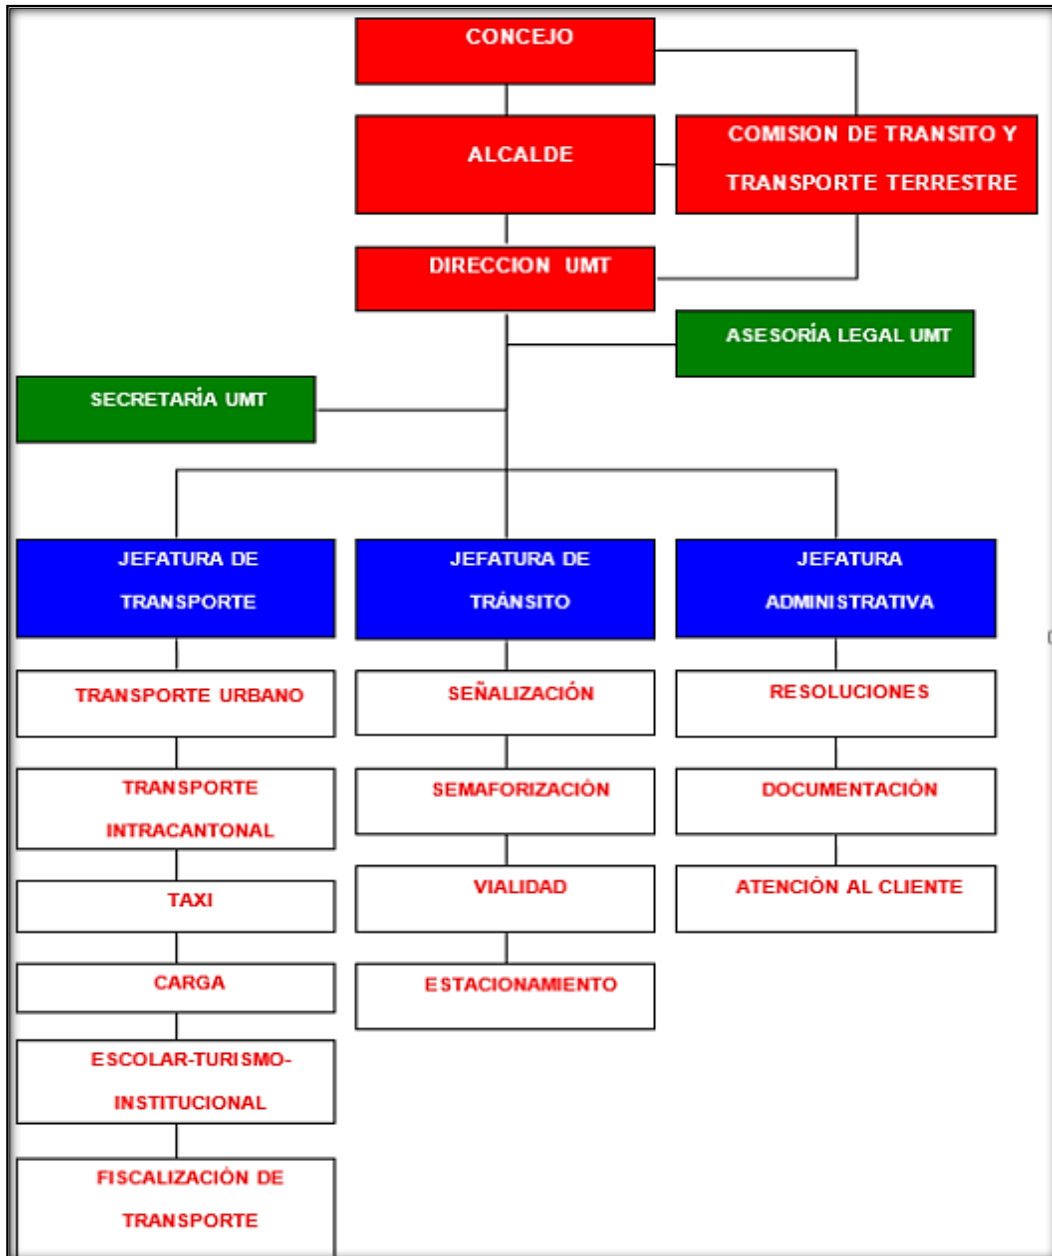 CONCEJO
ALCALDE
COMISION DE TRANSITO Y
TRANSPORTE TERRESTRE
DIRECCION UMT
ASESORÍA LEGAL UMT
SECRETARÍA UMT
JEFATURA DE
TRANSPORTE
JEFATURA DE
TRÁNSITO
JEFATURA
ADMINISTRATIVA
TRANSPORTE URBANO
TRANSPORTE
INTRACANTONAL
TAXI
CARGA
ESCOLAR-TURISMO-
INSTITUCIONAL
FISCALIZACIÓN DE
TRANSPORTE
SEÑALIZACIÓN
SEMAFORIZACIÓN
VIALIDAD
ESTACIONAMIENTO
RESOLUCIONES
DOCUMENTACIÓN
ATENCIÓN AL CLIENTE